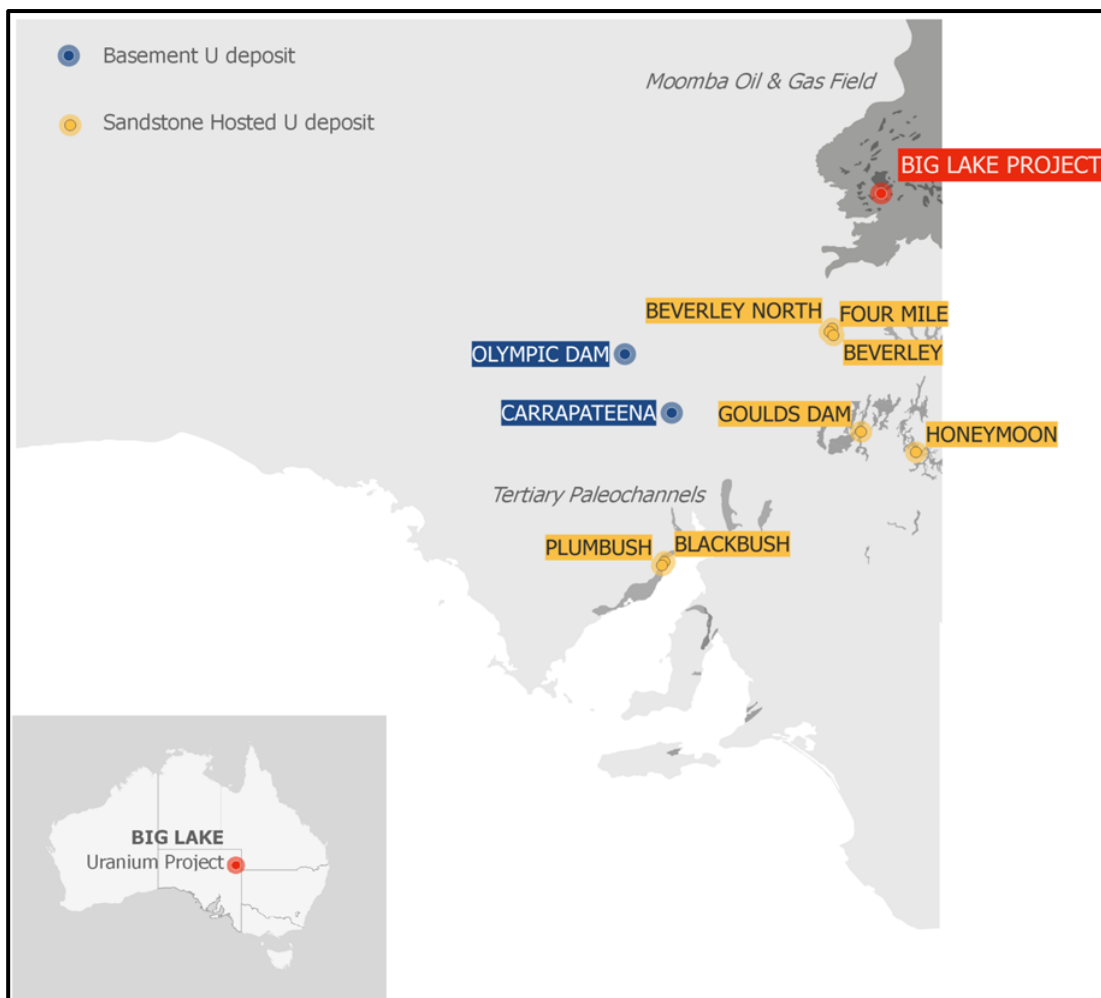 Basement U deposit
Sandstone Hosted U deposit
Moomba Oil & Gas Field
BIG LAKE PROJECT
BEVERLEY NORTH
FOUR MILE
BEVERLEY
OLYMPIC DAM
CARRAPATEENA
GOULDS DAM
HONEYMOON
Tertiary Paleochannels
PLUMBUSH
BLACKBUSH
BIG LAKE
Uranium Project